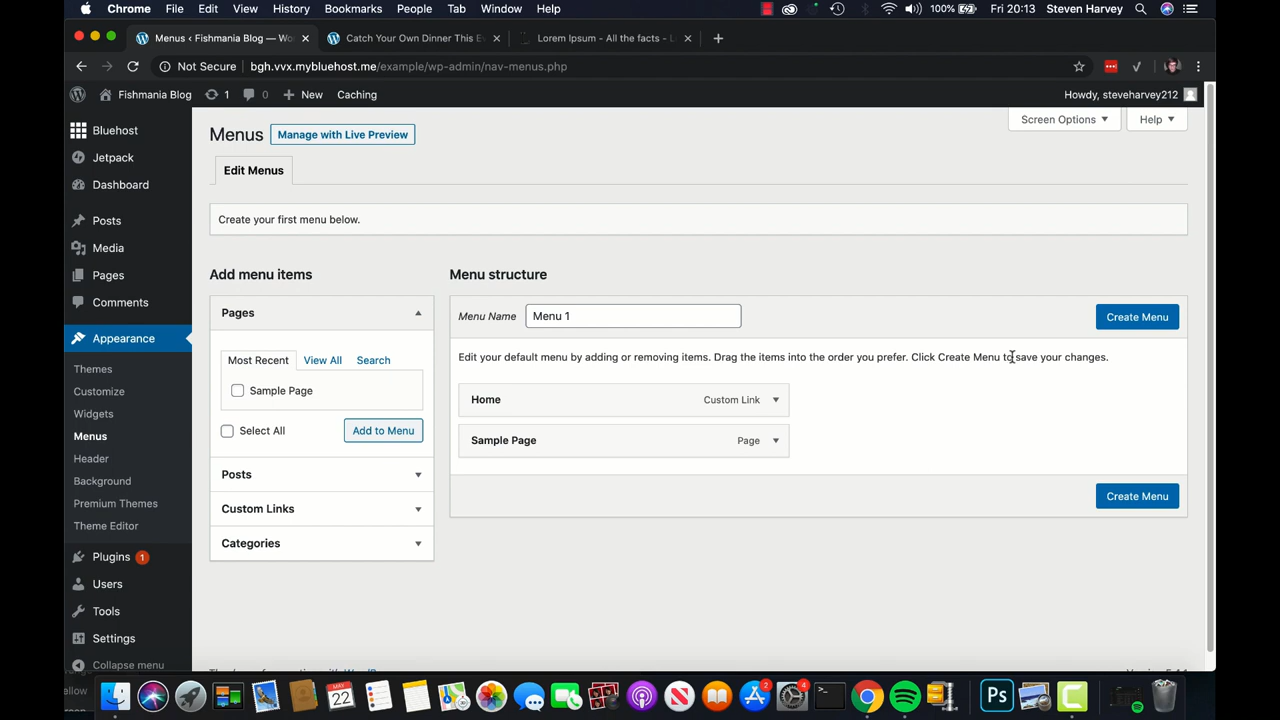 Chrome File Edit View History Bookmarks People Tab Window Help 100% Fri 20:13 Steven Harvey
Menus ‹ Fishmania Blog — Wo Catch Your Own Dinner This E Lorem Ipsum - All the facts - L
Not Secure bgh.vvx.mybluehost.me/example/wp-admin/nav-menus.php
Fishmania Blog 1 0 New Caching Howdy, steveharvey212
Bluehost
Jetpack
Dashboard
Posts
Media
Pages
Comments
Appearance
Themes
Customize
Widgets
Menus
Header
Background
Premium Themes
Theme Editor
Plugins 1
Users
Tools
Settings
Collapse menu
Screen Options Help
Menus Manage with Live Preview
Edit Menus
Create your first menu below.
Add menu items
Pages
Most Recent View All Search
Sample Page
Select All Add to Menu
Posts
Custom Links
Categories
Menu structure
Menu Name Menu 1 Create Menu
Edit your default menu by adding or removing items. Drag the items into the order you prefer. Click Create Menu to save your changes.
Home Custom Link
Sample Page Page
Create Menu
MAY
22
2
4
Ps